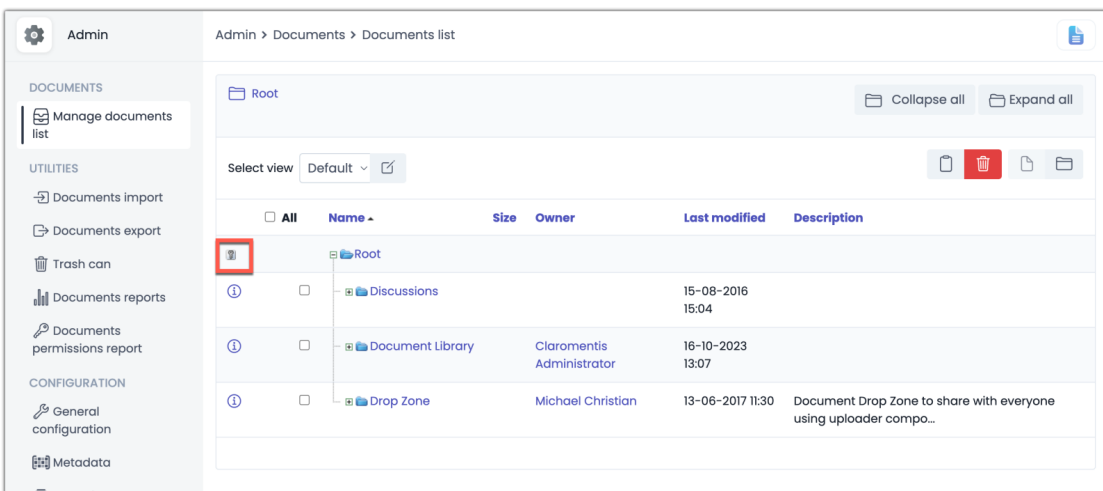 Admin
Admin > Documents > Documents list
DOCUMENTS
Manage documents
list
UTILITIES
Documents import
Documents export
Trash can
Documents reports
Documents
permissions report
CONFIGURATION
General
configuration
Metadata
Root
Collapse all
Expand all
Select view Default
All Name Size Owner Last modified Description
Root
Discussions 15-08-2016
15:04
Document Library Claromentis 16-10-2023
Administrator 13:07
Drop Zone Michael Christian 13-06-2017 11:30 Document Drop Zone to share with everyone
using uploader compo...